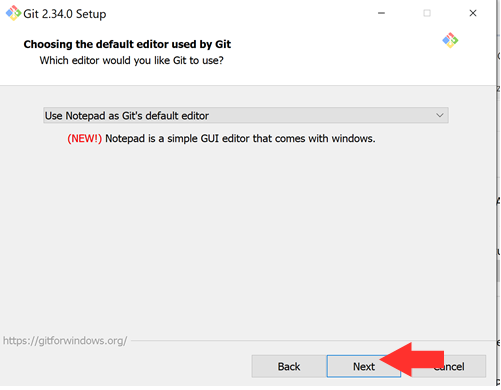 Git 2.34.0 Setup
Choosing the default editor used by Git
Which editor would you like Git to use?
Use Notepad as Git's default editor
(NEW!) Notepad is a simple GUI editor that comes with windows.
https://gitforwindows.org/
Back Next Cancel